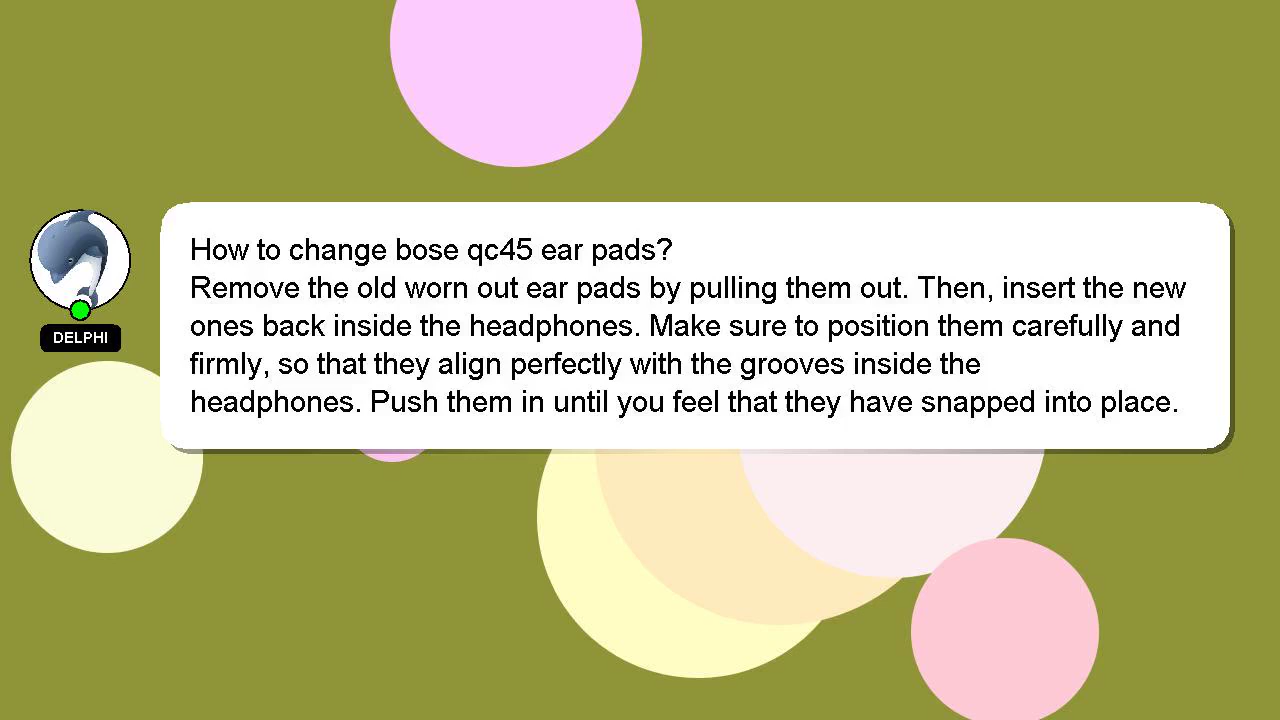 How to change bose qc45 ear pads?
Remove the old worn out ear pads by pulling them out. Then, insert the new
ones back inside the headphones. Make sure to position them carefully and
firmly, so that they align perfectly with the grooves inside the
headphones. Push them in until you feel that they have snapped into place.
DELPHI